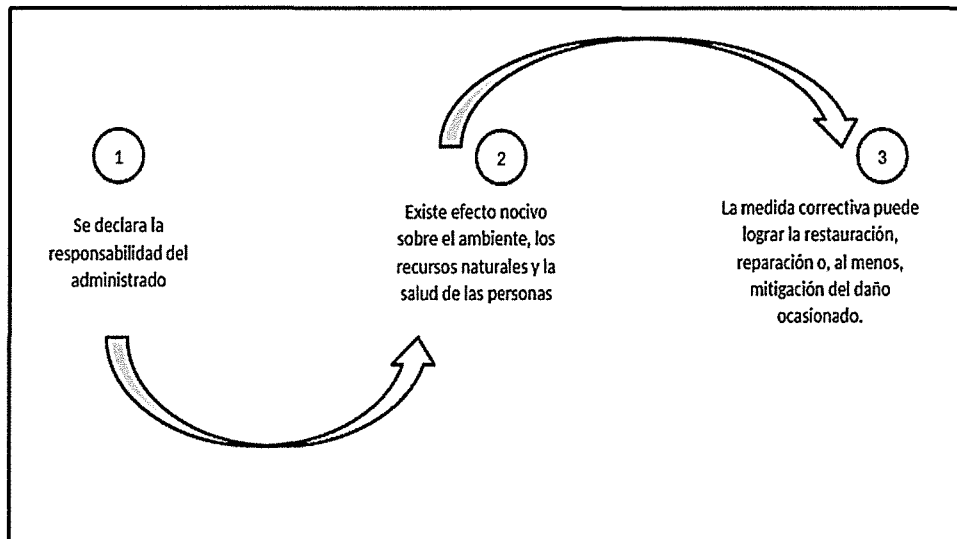 1
Se declara la
responsabilidad del
administrado
2
Existe efecto nocivo
sobre el ambiente, los
recursos naturales y la
salud de las personas
3
La medida correctiva puede
lograr la restauración,
reparación o, al menos,
mitigación del daño
ocasionado.